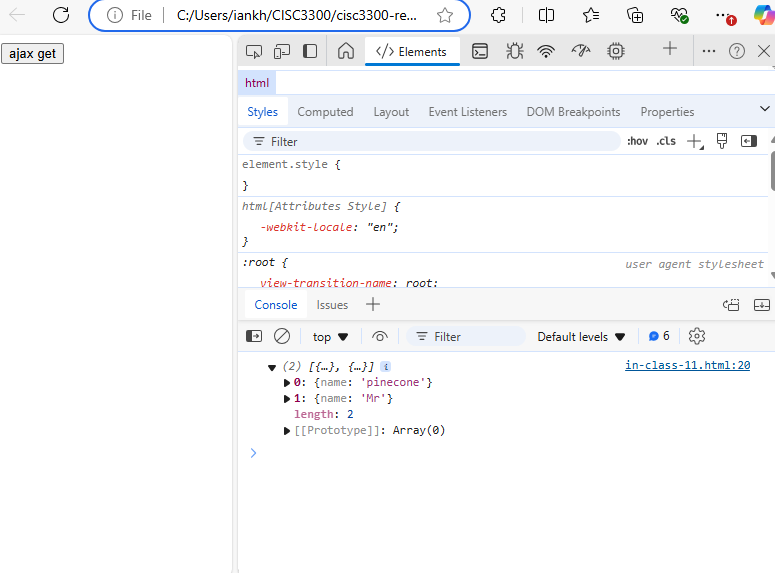 File C:/Users/iankh/CISC3300/cisc3300-re...
ajax get
</> Elements
html
Styles Computed Layout Event Listeners DOM Breakpoints Properties
Filter :hov .cls
element.style {
}
html[Attributes Style] {
-webkit-locale: "en";
}
:root { user agent stylesheet
view-transition-name: root;
Console Issues
top Filter Default levels 6
(2) [{…}, {…}] i in-class-11.html:20
0: {name: 'pinecone'}
1: {name: 'Mr'}
length: 2
[[Prototype]]: Array(0)